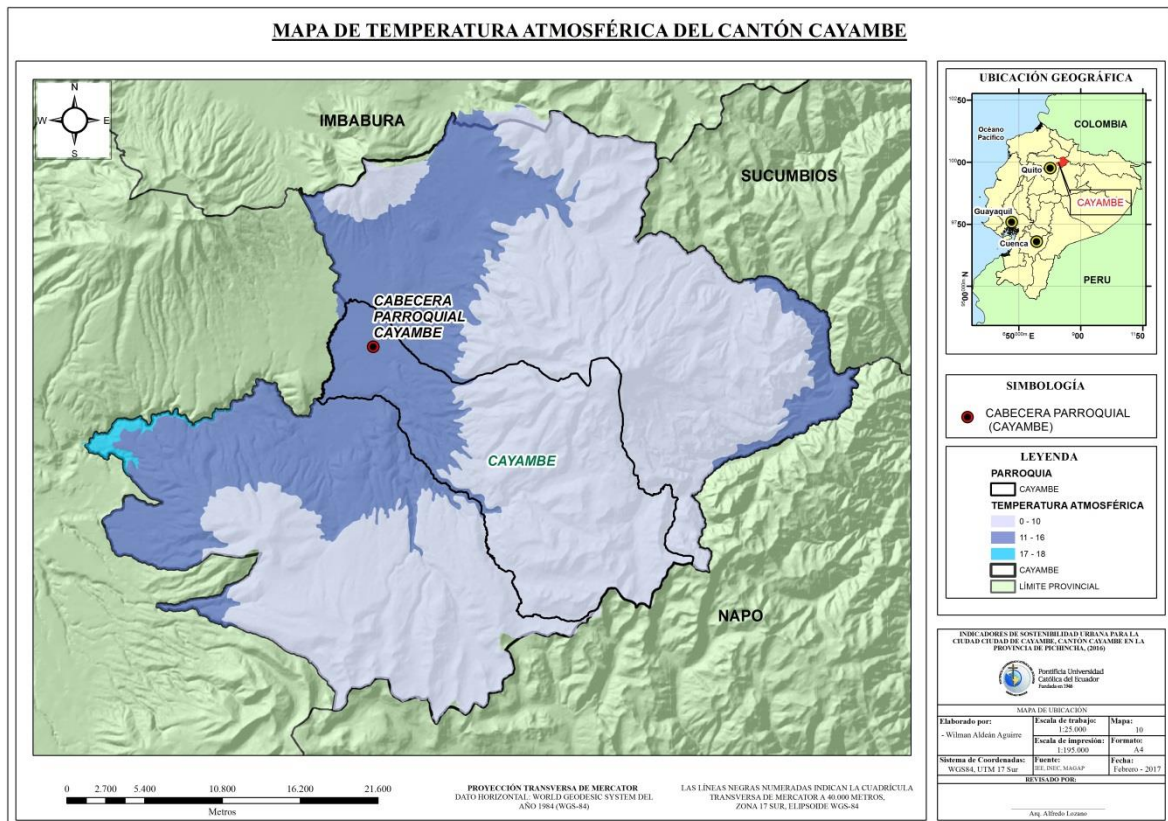 MAPA DE TEMPERATURA ATMOSFÉRICA DEL CANTÓN CAYAMBE
N
W E
S
IMBABURA
SUCUMBIOS
CABECERA
PARROQUIAL
CAYAMBE
CAYAMBE
NAPO
0 2.700 5.400 10.800 16.200 21.600
Metros
PROYECCIÓN TRANSVERSA DE MERCATOR
DATO HORIZONTAL: WORLD GEODESIC SYSTEM DEL
AÑO 1984 (WGS-84)
LAS LÍNEAS NEGRAS NUMERADAS INDICAN LA CUADRÍCULA
TRANSVERSA DE MERCATOR A 40.000 METROS,
ZONA 17 SUR, ELIPSOIDE WGS-84
UBICACIÓN GEOGRÁFICA
COLOMBIA
Océano
Pacífico
Quito
CAYAMBE
Guayaquil
Cuenca
PERU
SIMBOLOGÍA
CABECERA PARROQUIAL
(CAYAMBE)
LEYENDA
PARROQUIA
CAYAMBE
TEMPERATURA ATMOSFÉRICA
0 - 10
11 - 16
17 - 18
CAYAMBE
LÍMITE PROVINCIAL
INDICADORES DE SOSTENIBILIDAD URBANA PARA LA
CIUDAD CIUDAD DE CAYAMBE, CANTÓN CAYAMBE EN LA
PROVINCIA DE PICHINCHA, (2016)
Pontificia Universidad
Católica del Ecuador
Fundada en 1946
MAPA DE UBICACIÓN
Elaborado por:
- Wilman Aldeán Aguirre
Escala de trabajo:
1:25.000
Mapa:
10
Escala de impresión:
1:195.000
Formato:
A4
Sistema de Coordenadas:
WGS84, UTM 17 Sur
Fuente:
IEE, INEC, MAGAP
Fecha:
Febrero - 2017
REVISADO POR:
Arq. Alfredo Lozano